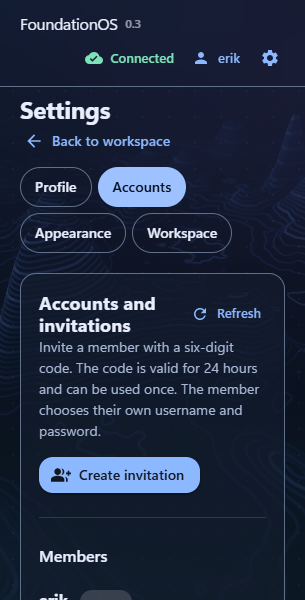 FoundationOS 0.3
Connected erik
Settings
Back to workspace
Profile Accounts
Appearance Workspace
Accounts and
invitations
Refresh
Invite a member with a six-digit
code. The code is valid for 24 hours
and can be used once. The member
chooses their own username and
password.
Create invitation
Members
erik